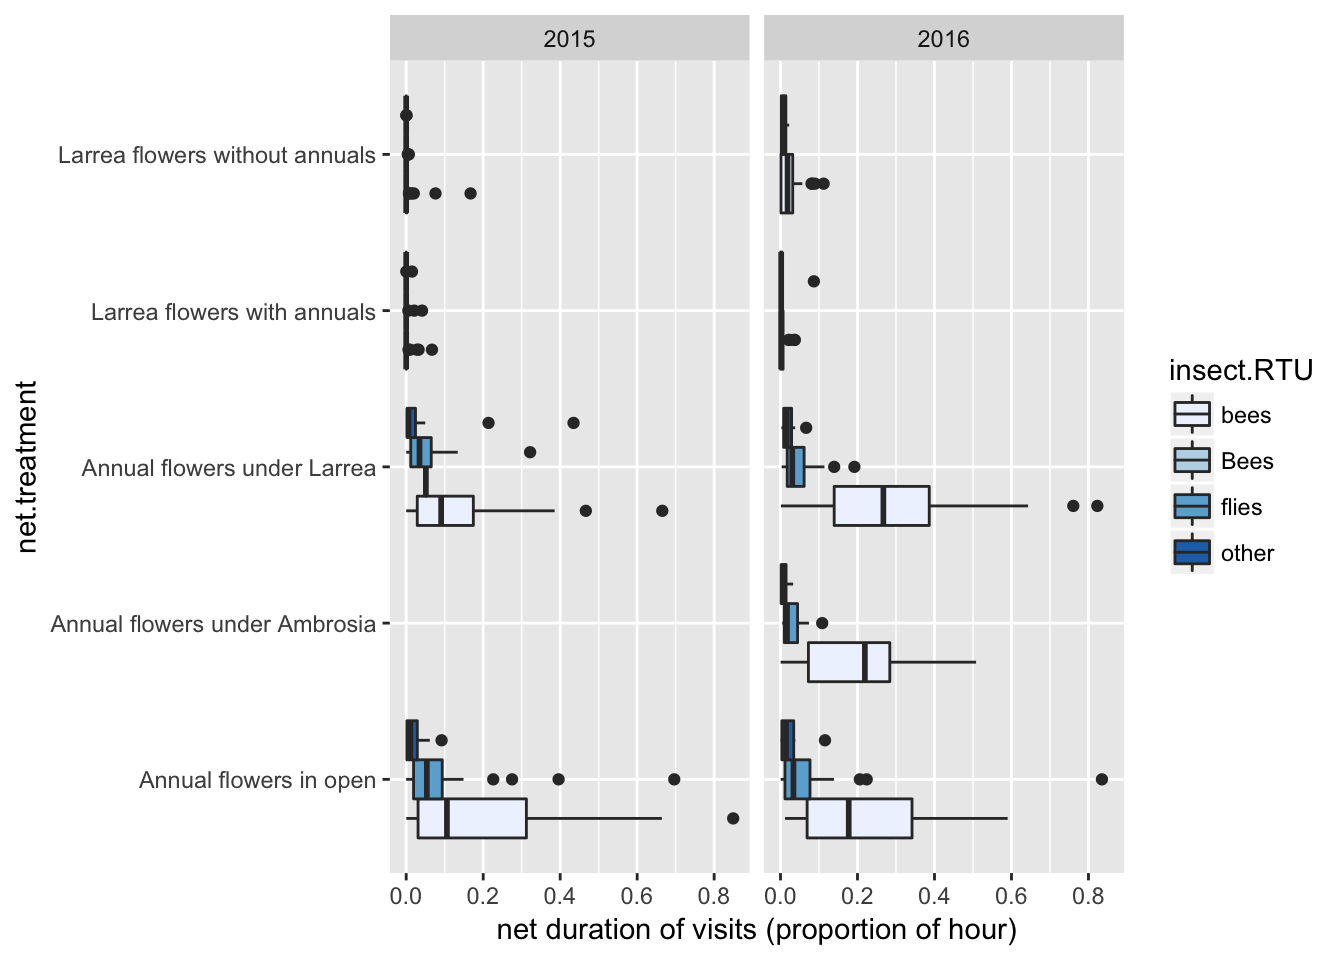 2015
2016
Larrea flowers without annuals
Larrea flowers with annuals
Annual flowers under Larrea
Annual flowers under Ambrosia
Annual flowers in open
net.treatment
0.0 0.2 0.4 0.6 0.8
0.0 0.2 0.4 0.6 0.8
net duration of visits (proportion of hour)
insect.RTU
bees
Bees
flies
other